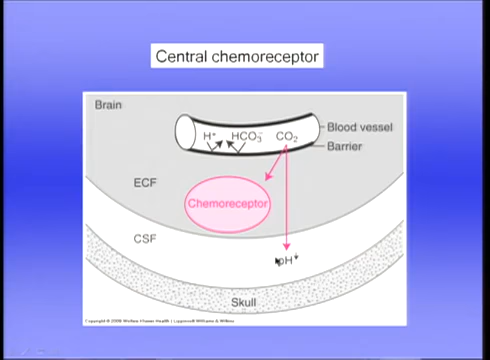 Central chemoreceptor
Brain
H⁺ HCO₃⁻ CO₂
Blood vessel
Barrier
ECF
Chemoreceptor
CSF
pH↓
Skull